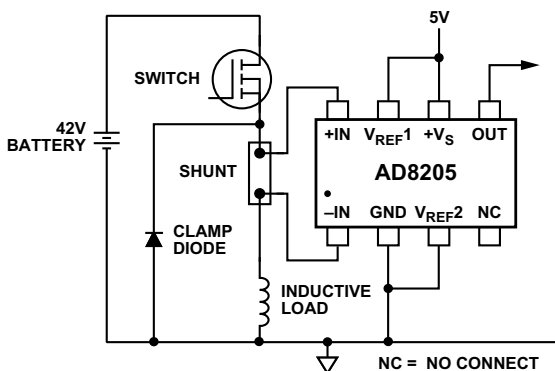 5V
SWITCH
42V
BATTERY
+IN
V_REF1
+V_S
OUT
SHUNT
AD8205
–IN
GND
V_REF2
NC
CLAMP
DIODE
INDUCTIVE
LOAD
NC = NO CONNECT